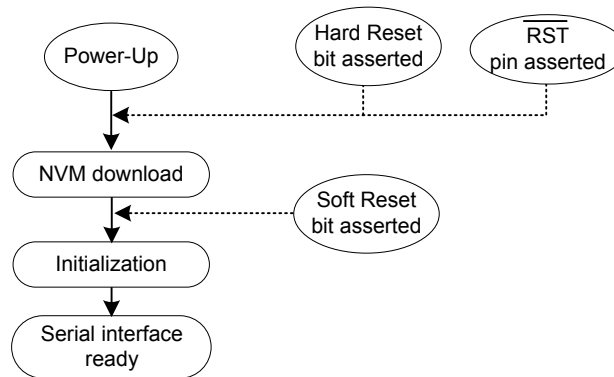 Power-Up
Hard Reset
bit asserted
RST
pin asserted
NVM download
Soft Reset
bit asserted
Initialization
Serial interface
ready